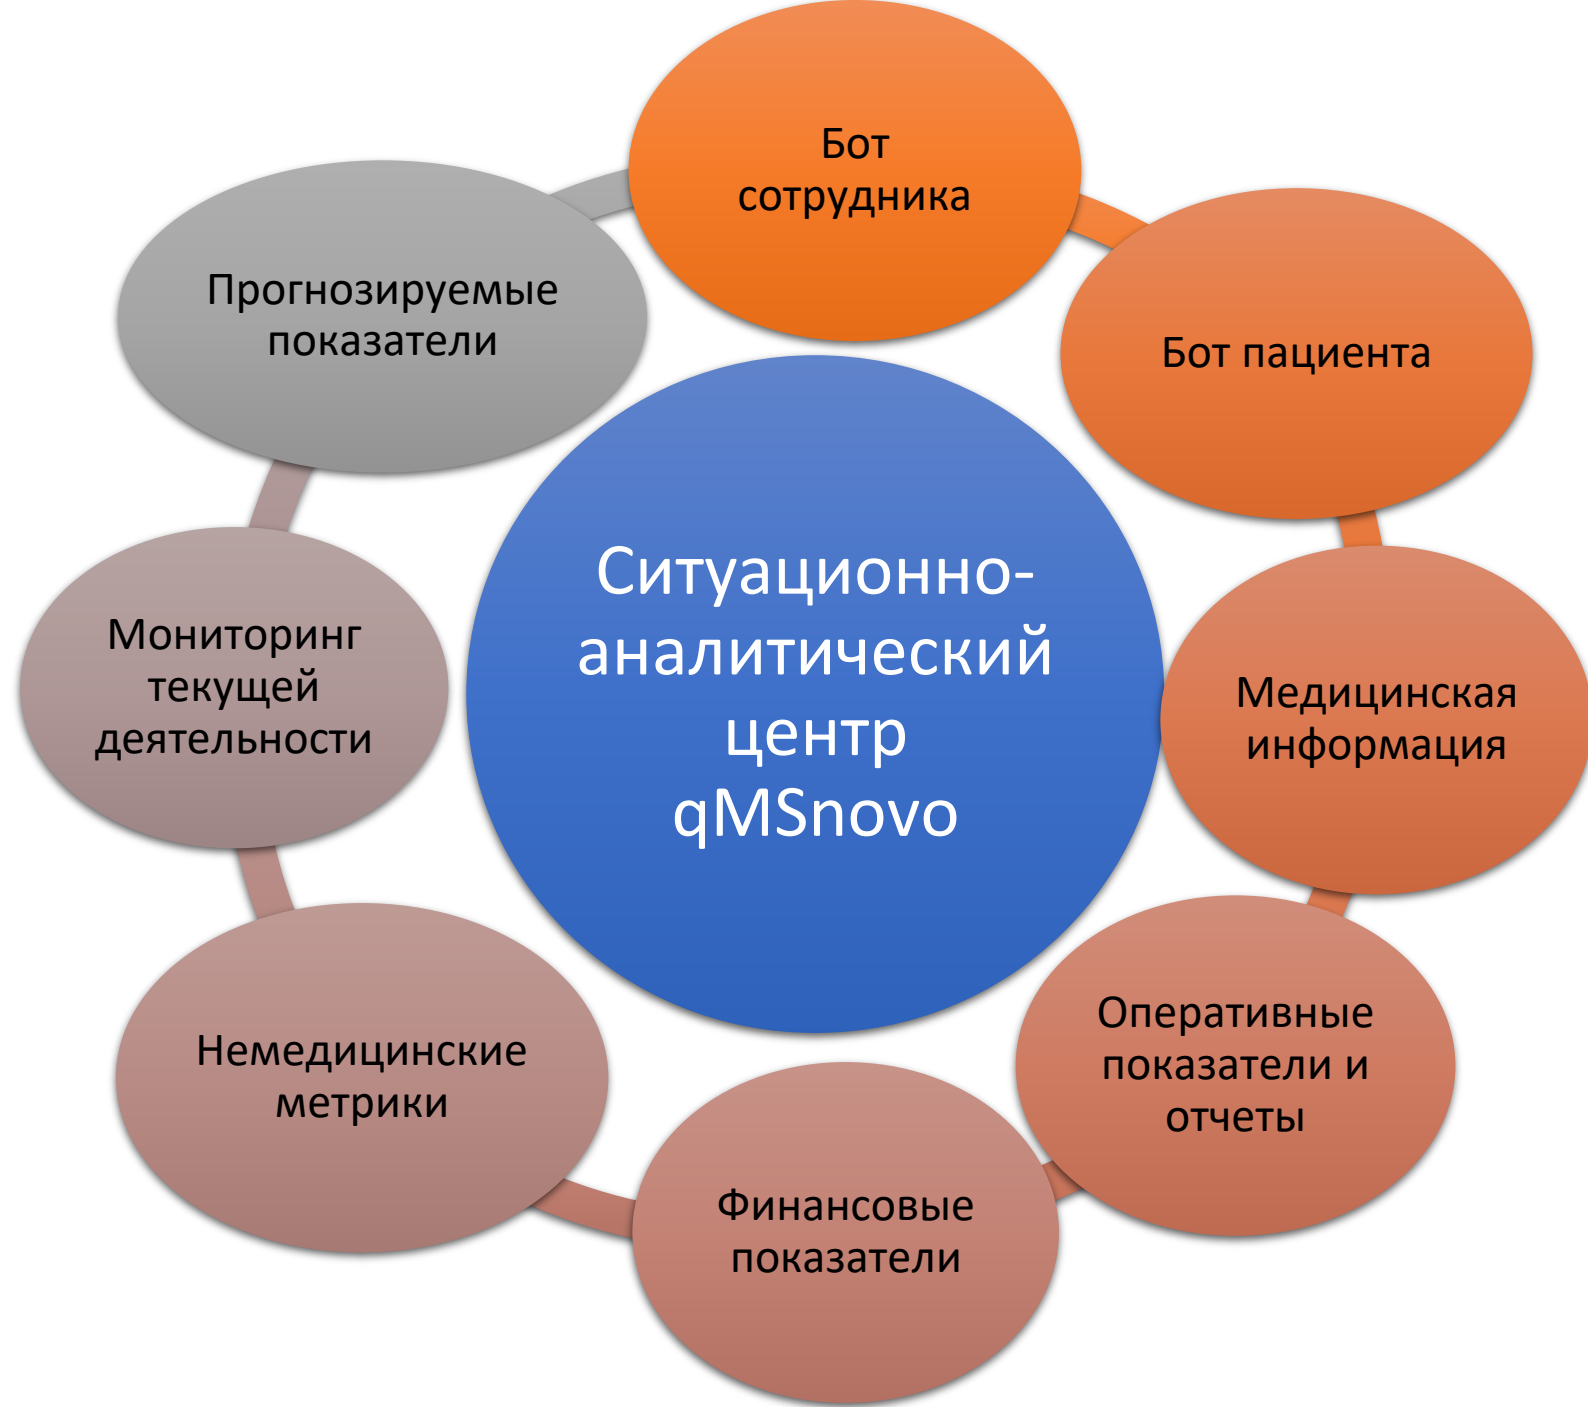 Бот
сотрудника
Бот пациента
Медицинская
информация
Оперативные
показатели и
отчеты
Финансовые
показатели
Немедицинские
метрики
Мониторинг
текущей
деятельности
Прогнозируемые
показатели
Ситуационно-
аналитический
центр
qMSnovo